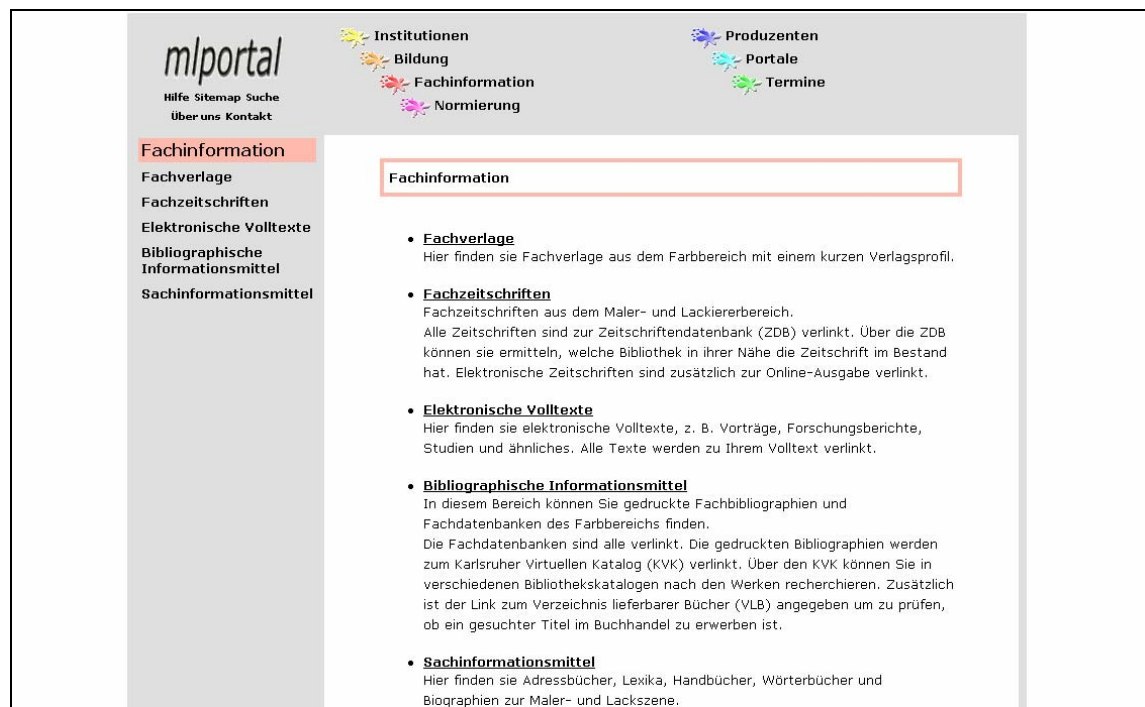 mlportal
Hilfe Sitemap Suche
Über uns Kontakt
Institutionen
Bildung
Fachinformation
Normierung
Produzenten
Portale
Termine
Fachinformation
Fachverlage
Fachzeitschriften
Elektronische Volltexte
Bibliographische
Informationsmittel
Sachinformationsmittel
Fachinformation
• Fachverlage
Hier finden sie Fachverlage aus dem Farbbereich mit einem kurzen Verlagsprofil.
• Fachzeitschriften
Fachzeitschriften aus dem Maler- und Lackiererbereich.
Alle Zeitschriften sind zur Zeitschriftendatenbank (ZDB) verlinkt. Über die ZDB
können sie ermitteln, welche Bibliothek in ihrer Nähe die Zeitschrift im Bestand
hat. Elektronische Zeitschriften sind zusätzlich zur Online-Ausgabe verlinkt.
• Elektronische Volltexte
Hier finden sie elektronische Volltexte, z. B. Vorträge, Forschungsberichte,
Studien und ähnliches. Alle Texte werden zu Ihrem Volltext verlinkt.
• Bibliographische Informationsmittel
In diesem Bereich können Sie gedruckte Fachbibliographien und
Fachdatenbanken des Farbbereichs finden.
Die Fachdatenbanken sind alle verlinkt. Die gedruckten Bibliographien werden
zum Karlsruher Virtuellen Katalog (KVK) verlinkt. Über den KVK können Sie in
verschiedenen Bibliothekskatalogen nach den Werken recherchieren. Zusätzlich
ist der Link zum Verzeichnis lieferbarer Bücher (VLB) angegeben um zu prüfen,
ob ein gesuchter Titel im Buchhandel zu erwerben ist.
• Sachinformationsmittel
Hier finden sie Adressbücher, Lexika, Handbücher, Wörterbücher und
Biographien zur Maler- und Lackszene.